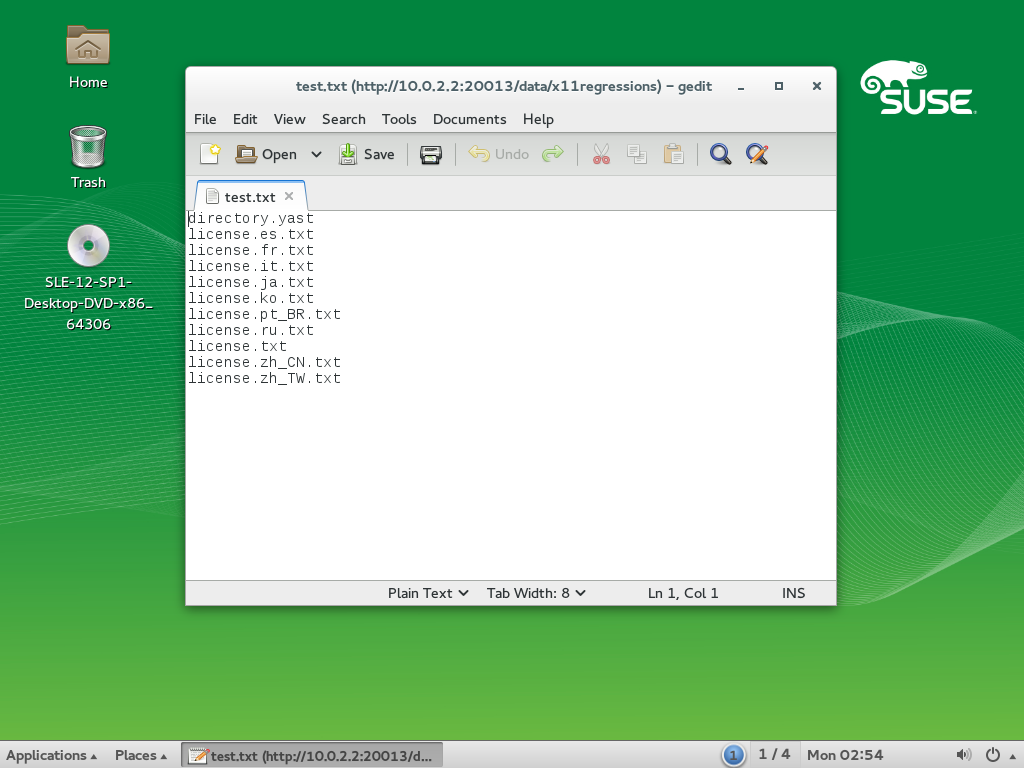 Home
Trash
SLE-12-SP1-
Desktop-DVD-x86_
64306
test.txt (http://10.0.2.2:20013/data/x11regressions) – gedit
SUSE
File Edit View Search Tools Documents Help
Open Save Undo
test.txt
directory.yast
license.es.txt
license.fr.txt
license.it.txt
license.ja.txt
license.ko.txt
license.pt_BR.txt
license.ru.txt
license.txt
license.zh_CN.txt
license.zh_TW.txt
Plain Text Tab Width: 8 Ln 1, Col 1 INS
Applications Places test.txt (http://10.0.2.2:20013/d... 1 1 / 4 Mon 02:54